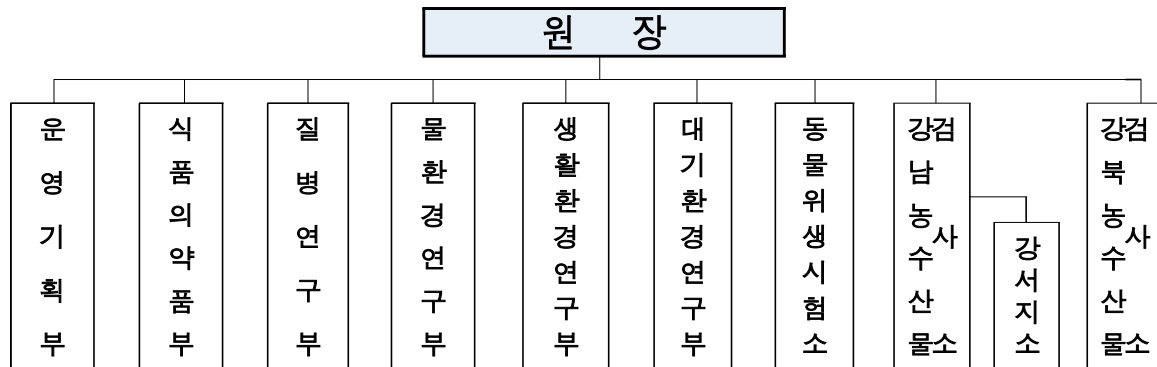 원 장
운영기획부
식품의약품부
질병연구부
물환경연구부
생활환경연구부
대기환경연구부
동물위생시험소
강남농수산물
검사소
강서지소
강북농수산물
검사소